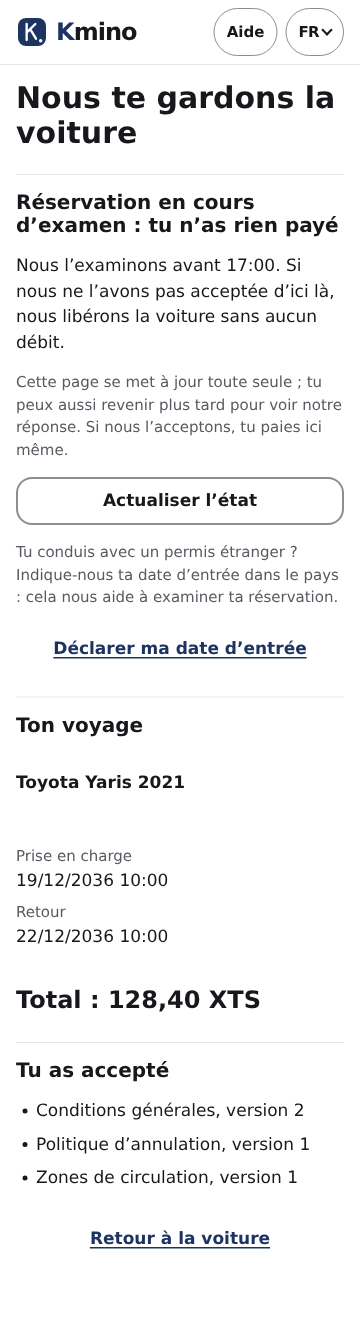 Kmino
Aide
FR
Nous te gardons la
voiture
Réservation en cours
d’examen : tu n’as rien payé
Nous l’examinons avant 17:00. Si
nous ne l’avons pas acceptée d’ici là,
nous libérons la voiture sans aucun
débit.
Cette page se met à jour toute seule ; tu
peux aussi revenir plus tard pour voir notre
réponse. Si nous l’acceptons, tu paies ici
même.
Actualiser l’état
Tu conduis avec un permis étranger ?
Indique-nous ta date d’entrée dans le pays
: cela nous aide à examiner ta réservation.
Déclarer ma date d’entrée
Ton voyage
Toyota Yaris 2021
Prise en charge
19/12/2036 10:00
Retour
22/12/2036 10:00
Total : 128,40 XTS
Tu as accepté
• Conditions générales, version 2
• Politique d’annulation, version 1
• Zones de circulation, version 1
Retour à la voiture